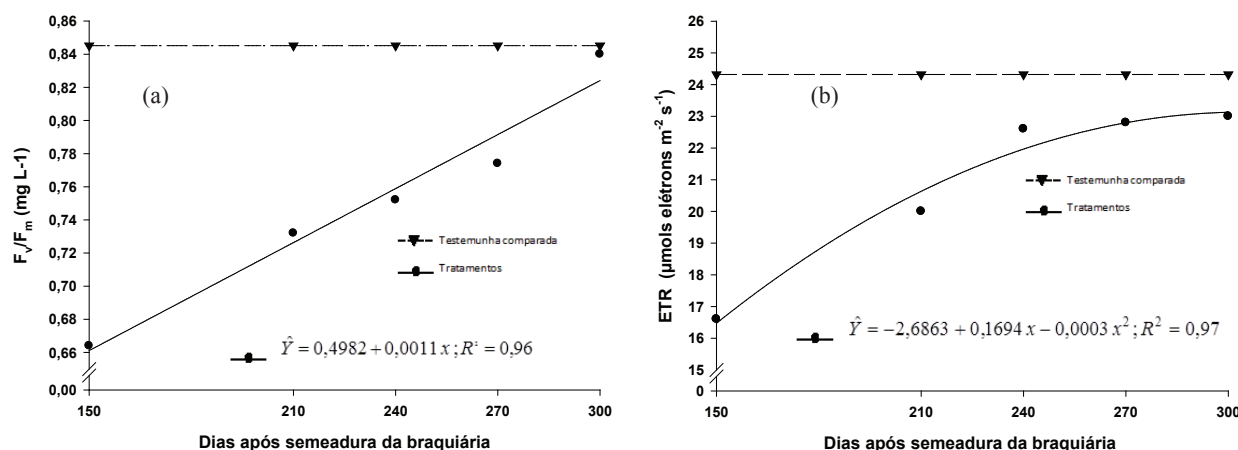 0,86
0,84
0,82
0,80
0,78
0,76
0,74
0,72
0,70
0,68
0,66
0,00
F_v/F_m (mg L-1)
(a)
Testemunha comparada
Tratamentos
Ŷ = 0,4982 + 0,0011 x ; R² = 0,96
150 210 240 270 300
Dias após semeadura da braquiária
26
25
24
23
22
21
20
19
18
17
16
15
0
ETR (µmols elétrons m⁻² s⁻¹)
(b)
Testemunha comparada
Tratamentos
Ŷ = −2,6863 + 0,1694 x − 0,0003 x² ; R² = 0,97
150 210 240 270 300
Dias após semeadura da braquiária